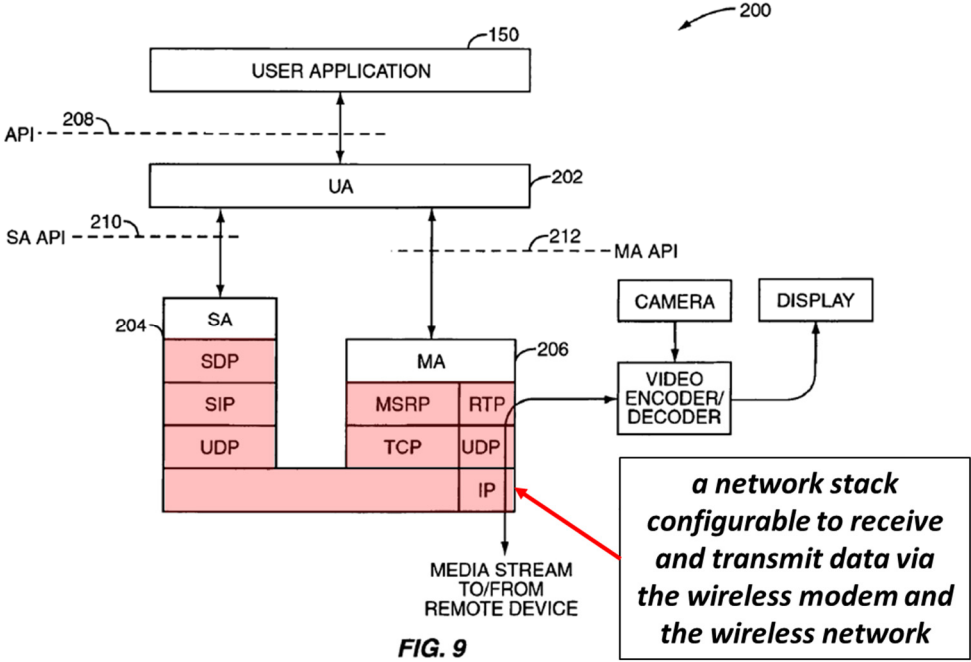 200
150
USER APPLICATION
208
API
UA
202
210
SA API
212
MA API
CAMERA
DISPLAY
204
SA
SDP
SIP
UDP
206
MA
MSRP
RTP
TCP
UDP
IP
VIDEO
ENCODER/
DECODER
MEDIA STREAM
TO/FROM
REMOTE DEVICE
a network stack
configurable to receive
and transmit data via
the wireless modem and
the wireless network
FIG. 9